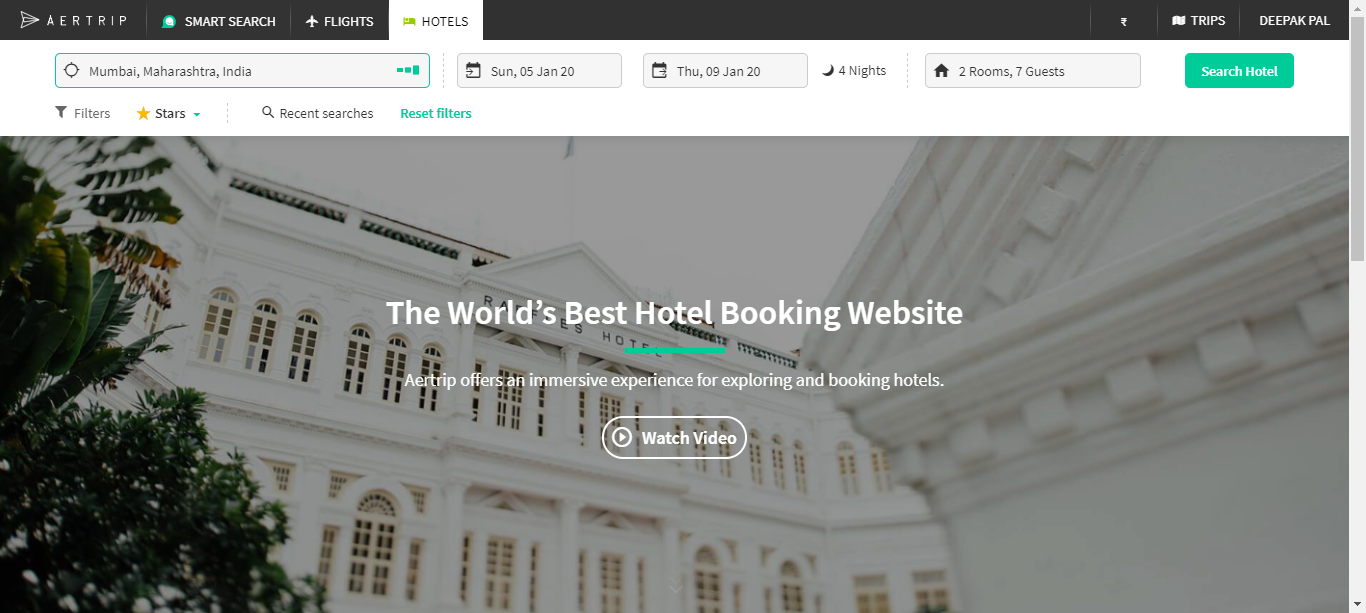 AERTRIP SMART SEARCH FLIGHTS HOTELS ₹ TRIPS DEEPAK PAL
Mumbai, Maharashtra, India Sun, 05 Jan 20 Thu, 09 Jan 20 4 Nights 2 Rooms, 7 Guests Search Hotel
Filters Stars Recent searches Reset filters
RAFFLES HOTEL
The World’s Best Hotel Booking Website
Aertrip offers an immersive experience for exploring and booking hotels.
Watch Video